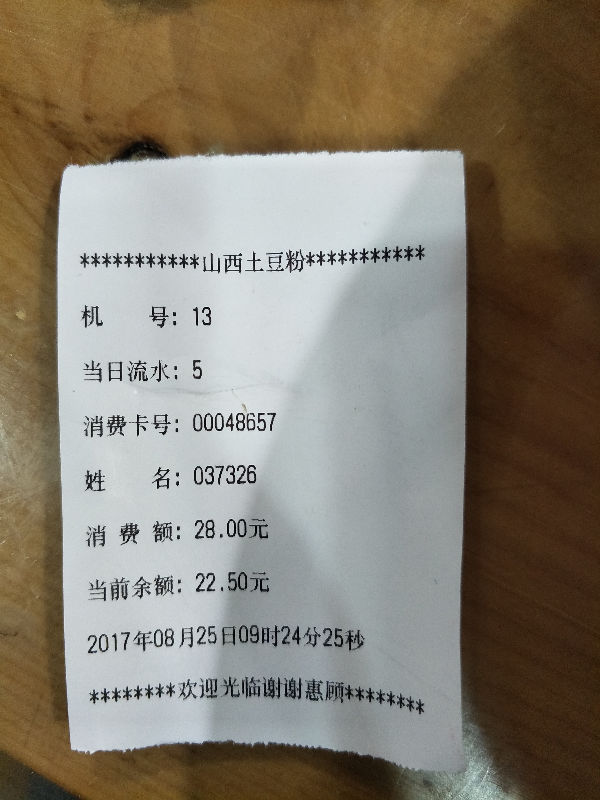 ***********山西土豆粉***********
机 号: 13
当日流水: 5
消费卡号: 00048657
姓 名: 037326
消 费 额: 28.00元
当前余额: 22.50元
2017年08月25日09时24分25秒
********欢迎光临谢谢惠顾********